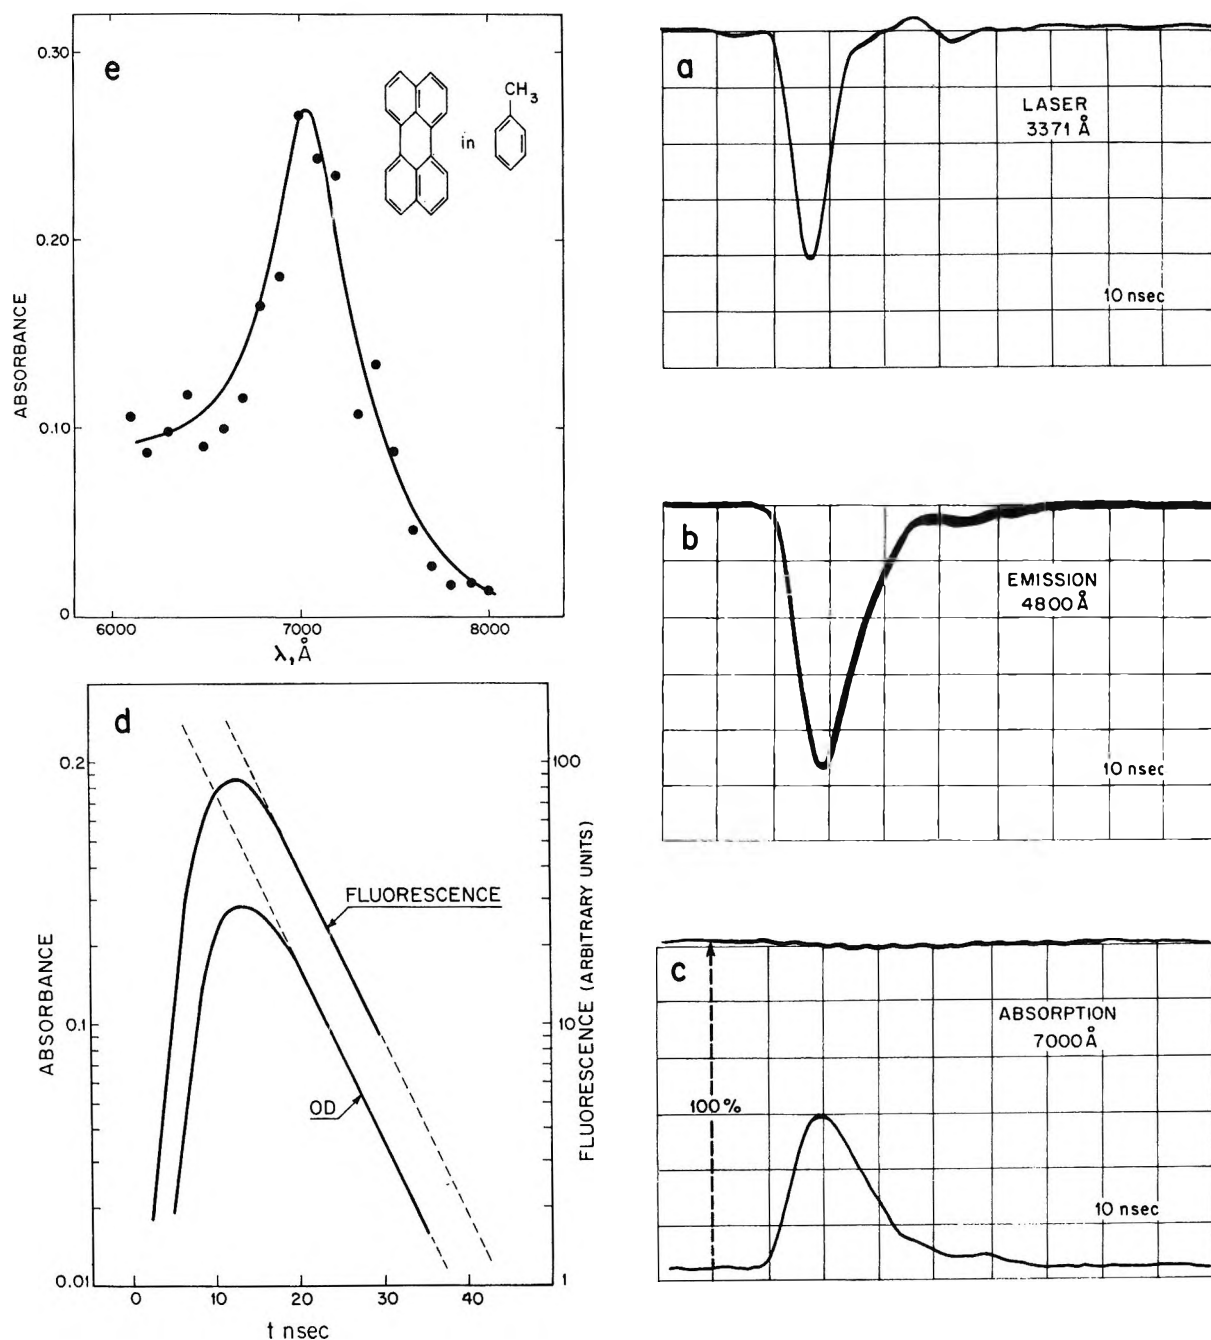 e
0.30
0.20
0.10
0
ABSORBANCE
CH3
in
6000
7000
8000
λ, Å
a
LASER
3371 Å
10 nsec
b
EMISSION
4800 Å
10 nsec
c
ABSORPTION
7000 Å
100%
10 nsec
d
0.2
0.1
0.01
ABSORBANCE
100
10
1
FLUORESCENCE (ARBITRARY UNITS)
FLUORESCENCE
OD
0
10
20
30
40
t nsec